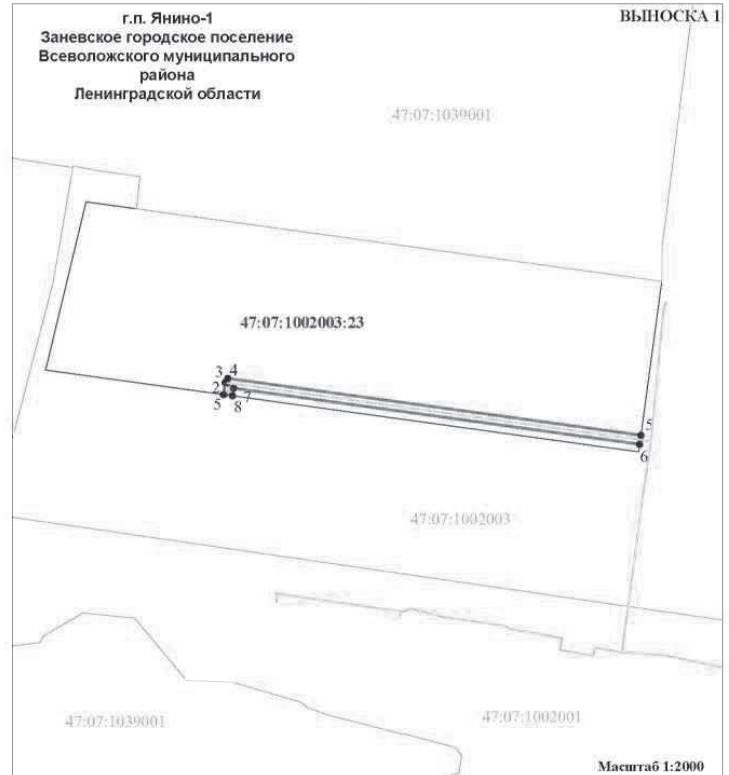 г.п. Янино-1
Заневское городское поселение
Всеволожского муниципального
района
Ленинградской области
ВЫНОСКА 1
47:07:1039001
47:07:1002003:23
3 4
2
5 8 7
5
6
47:07:1002003
47:07:1039001
47:07:1002001
Масштаб 1:2000